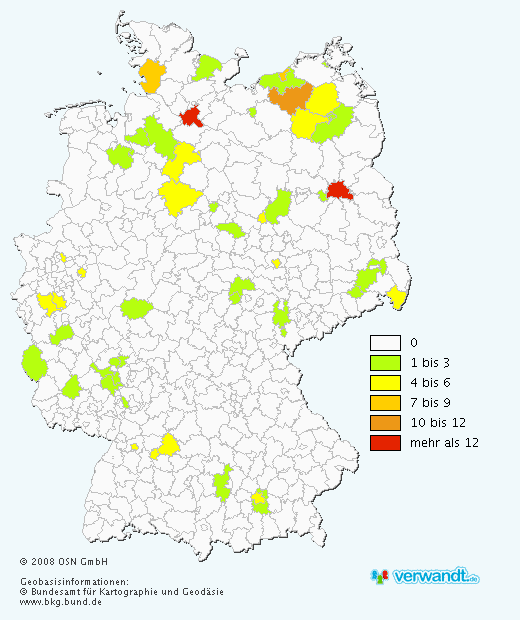 0
1 bis 3
4 bis 6
7 bis 9
10 bis 12
mehr als 12
© 2008 OSN GmbH
Geobasisinformationen:
© Bundesamt für Kartographie und Geodäsie
www.bkg.bund.de
verwandt.de